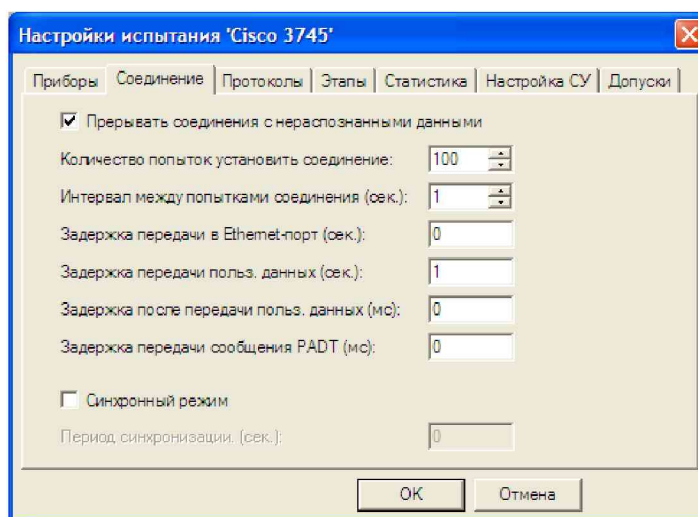 Настройки испытания 'Cisco 3745'
Приборы Соединение Протоколы Этапы Статистика Настройка СУ Допуски
Прерывать соединения с нераспознанными данными
Количество попыток установить соединение: 100
Интервал между попытками соединения (сек.): 1
Задержка передачи в Ethernet-порт (сек.): 0
Задержка передачи польз. данных (сек.): 1
Задержка после передачи польз. данных (мс): 0
Задержка передачи сообщения PADT (мс): 0
Синхронный режим
Период синхронизации. (сек.): 0
OK Отмена